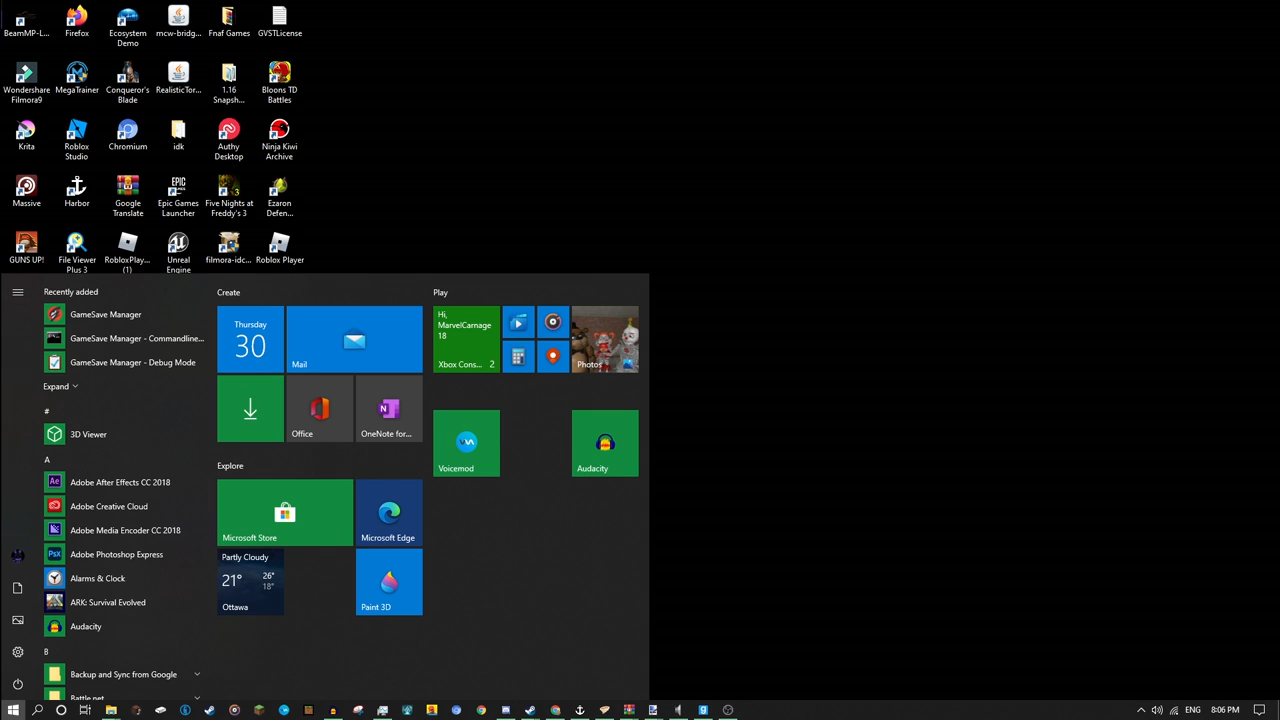 BeamMP-L...
Firefox
Ecosystem
Demo
mcw-bridg...
Fnaf Games
GVSTLicense
Wondershare
Filmora9
MegaTrainer
Conqueror's
Blade
RealisticTor...
1.16
Snapsh...
Bloons TD
Battles
Krita
Roblox
Studio
Chromium
idk
Authy
Desktop
Ninja Kiwi
Archive
Massive
Harbor
Google
Translate
Epic Games
Launcher
Five Nights at
Freddy's 3
Ezaron
Defen...
GUNS UP!
File Viewer
Plus 3
RobloxPlay...
(1)
Unreal
Engine
filmora-idc...
Roblox Player
Recently added
GameSave Manager
GameSave Manager - Commandline...
GameSave Manager - Debug Mode
Expand
#
3D Viewer
A
Adobe After Effects CC 2018
Adobe Creative Cloud
Adobe Media Encoder CC 2018
Adobe Photoshop Express
Alarms & Clock
ARK: Survival Evolved
Audacity
B
Backup and Sync from Google
Battle.net
Create
Thursday
30
Mail
Office
OneNote for...
Explore
Microsoft Store
Microsoft Edge
Partly Cloudy
21°
26°
18°
Ottawa
Paint 3D
Play
Hi,
MarvelCarnage
18
Xbox Cons... 2
Photos
Voicemod
Audacity
ENG
8:06 PM